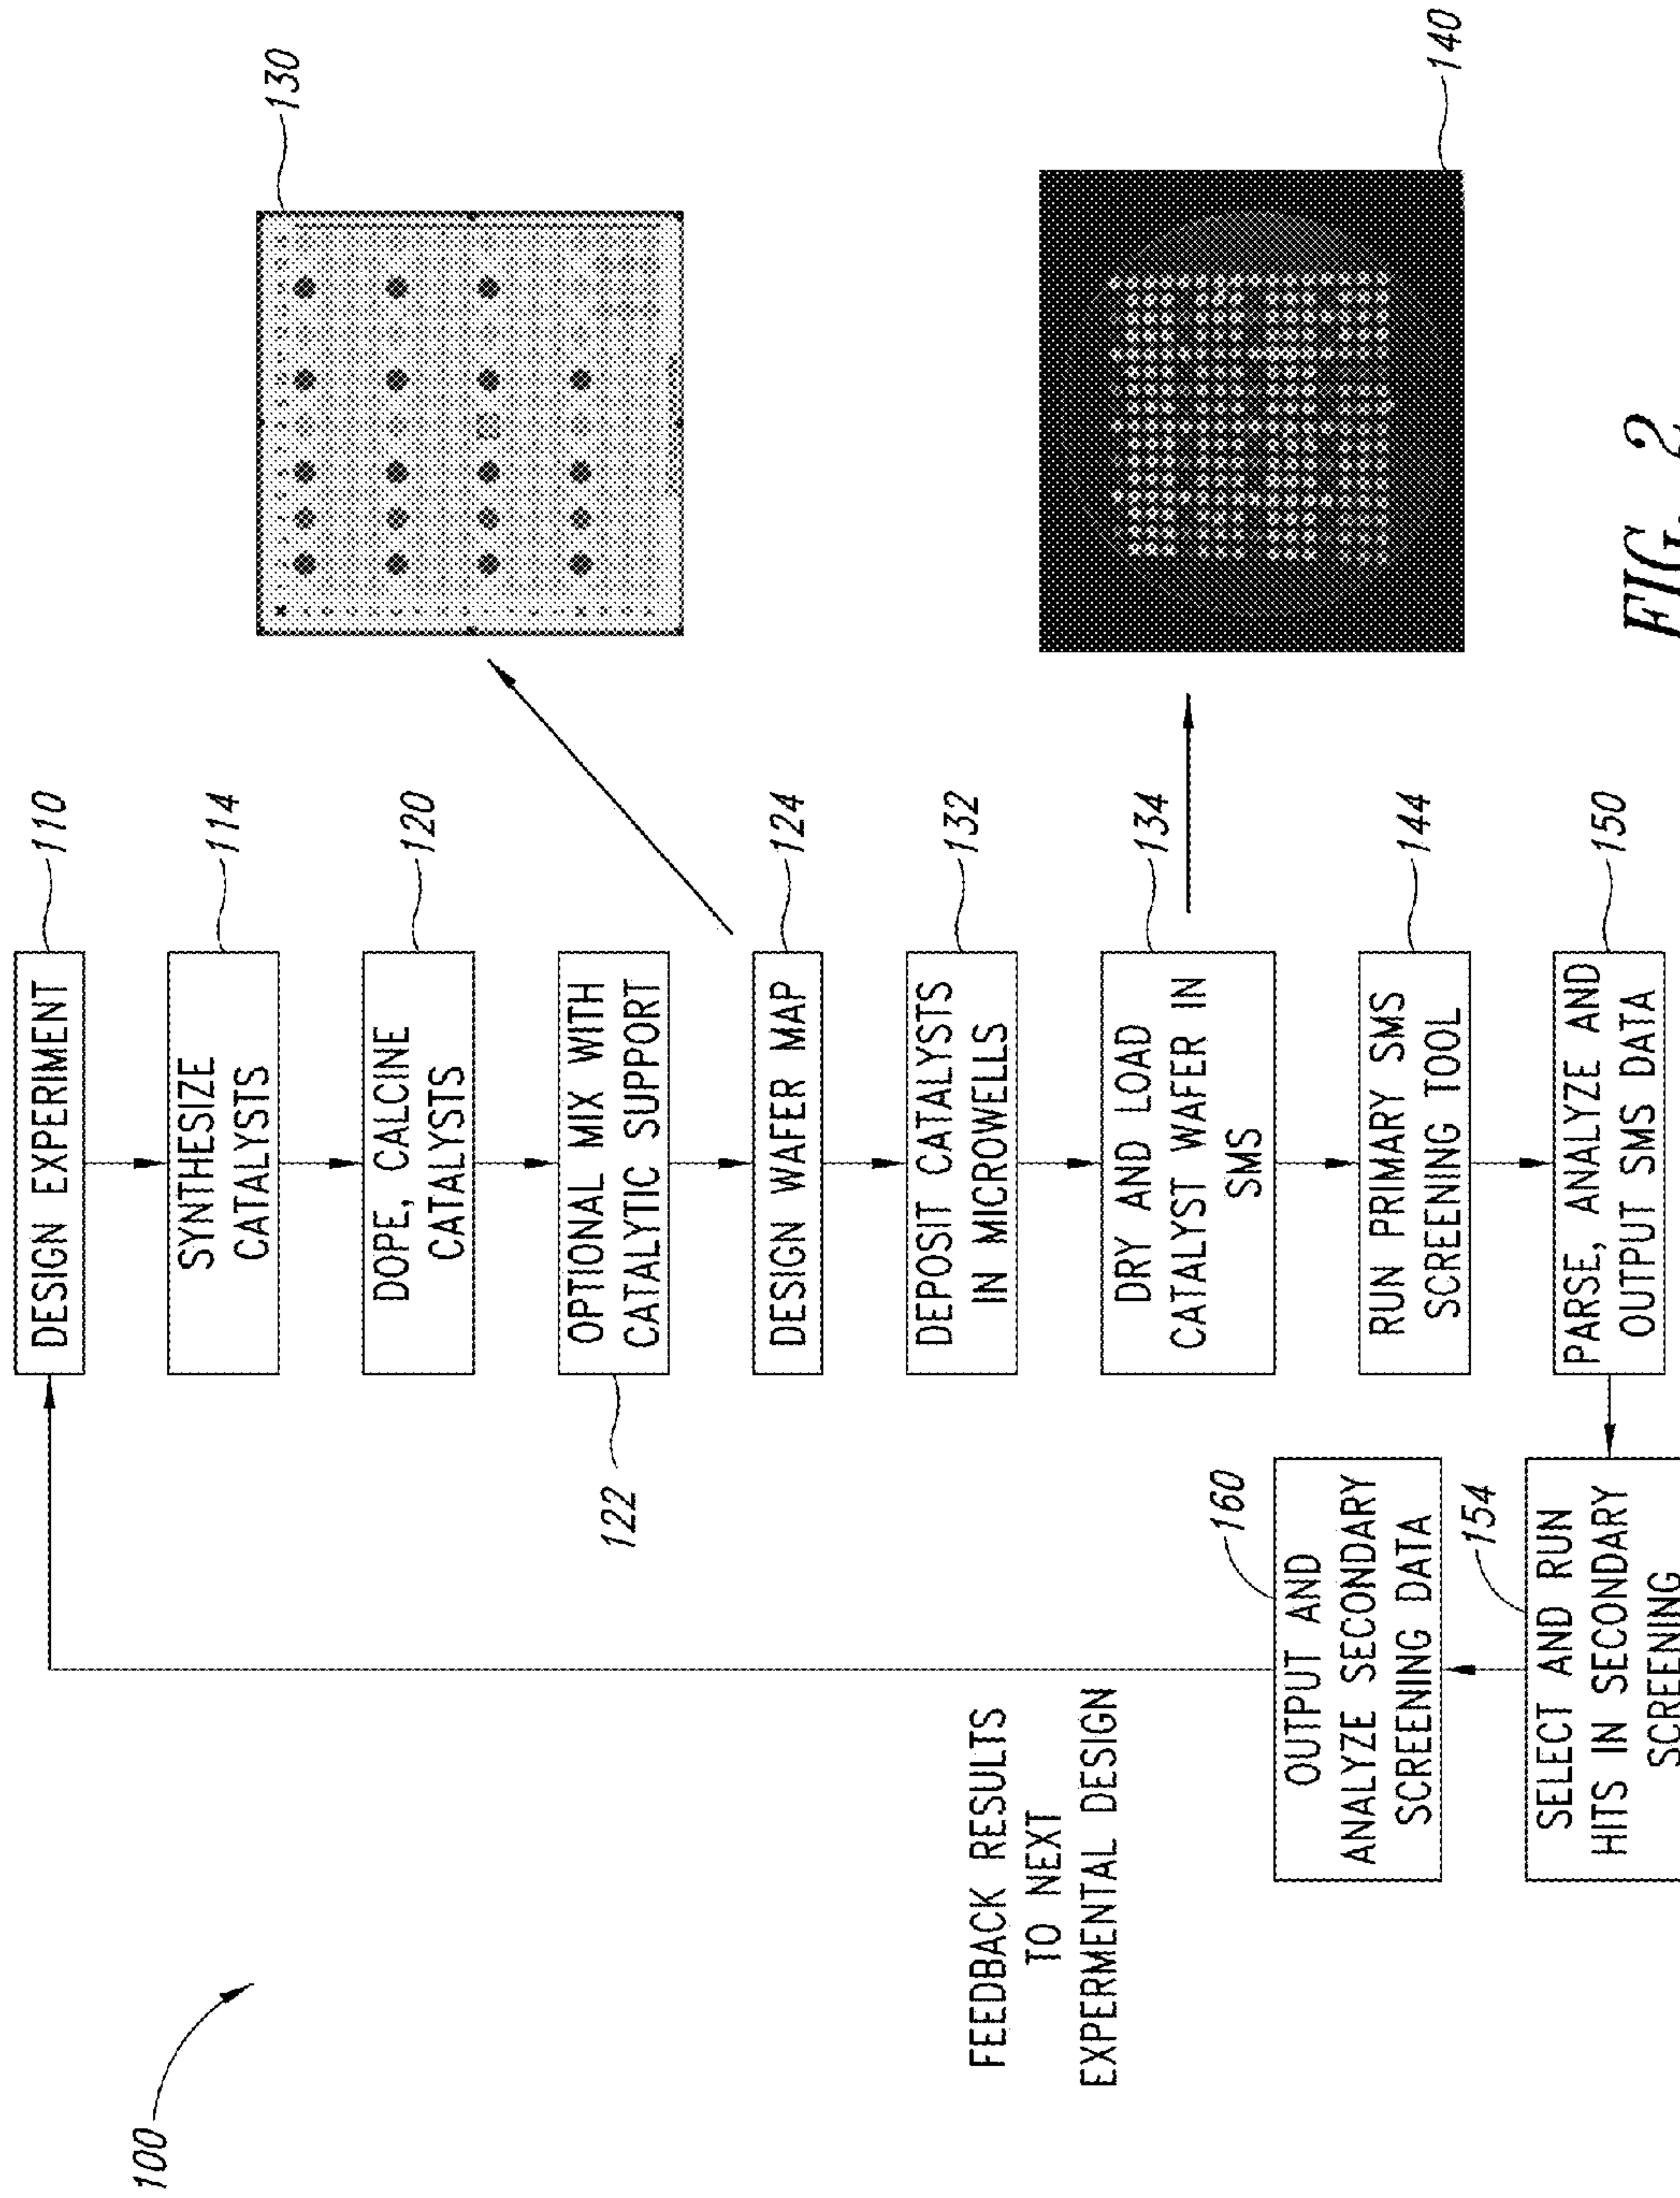 100
DESIGN EXPERIMENT
110
SYNTHESIZE
CATALYSTS
114
DOPE, CALCINE
CATALYSTS
120
OPTIONAL MIX WITH
CATALYTIC SUPPORT
122
DESIGN WAFER MAP
124
130
DEPOSIT CATALYSTS
IN MICROWELLS
132
DRY AND LOAD
CATALYST WAFER IN
SMS
134
140
RUN PRIMARY SMS
SCREENING TOOL
144
PARSE, ANALYZE AND
OUTPUT SMS DATA
150
SELECT AND RUN
HITS IN SECONDARY
SCREENING
154
OUTPUT AND
ANALYZE SECONDARY
SCREENING DATA
160
FEEDBACK RESULTS
TO NEXT
EXPERMENTAL DESIGN
FIG. 2